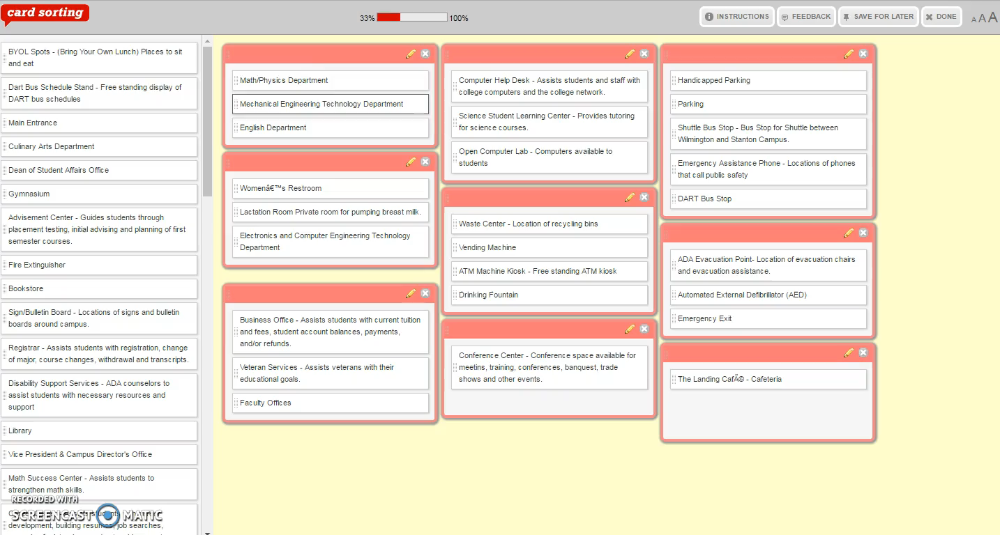 card sorting
33%
100%
INSTRUCTIONS
FEEDBACK
SAVE FOR LATER
DONE
A A A
BYOL Spots - (Bring Your Own Lunch) Places to sit
and eat
Dart Bus Schedule Stand - Free standing display of
DART bus schedules
Main Entrance
Culinary Arts Department
Dean of Student Affairs Office
Gymnasium
Advisement Center - Guides students through
placement testing, initial advising and planning of first
semester courses.
Fire Extinguisher
Bookstore
Sign/Bulletin Board - Locations of signs and bulletin
boards around campus.
Registrar - Assists students with registration, change
of major, course changes, withdrawal and transcripts.
Disability Support Services - ADA counselors to
assist students with necessary resources and
support
Library
Vice President & Campus Director's Office
Math Success Center - Assists students to
strengthen math skills.
development, building resumes, job searches,
RECORDED WITH
SCREENCAST MATIC
Math/Physics Department
Mechanical Engineering Technology Department
English Department
Womenâ€™s Restroom
Lactation Room Private room for pumping breast milk.
Electronics and Computer Engineering Technology
Department
Business Office - Assists students with current tuition
and fees, student account balances, payments,
and/or refunds.
Veteran Services - Assists veterans with their
educational goals.
Faculty Offices
Computer Help Desk - Assists students and staff with
college computers and the college network.
Science Student Learning Center - Provides tutoring
for science courses.
Open Computer Lab - Computers available to
students
Waste Center - Location of recycling bins
Vending Machine
ATM Machine Kiosk - Free standing ATM kiosk
Drinking Fountain
Conference Center - Conference space available for
meetins, training, conferences, banquest, trade
shows and other events.
Handicapped Parking
Parking
Shuttle Bus Stop - Bus Stop for Shuttle between
Wilmington and Stanton Campus.
Emergency Assistance Phone - Locations of phones
that call public safety
DART Bus Stop
ADA Evacuation Point- Location of evacuation chairs
and evacuation assistance.
Automated External Defibrillator (AED)
Emergency Exit
The Landing CafÃ© - Cafeteria